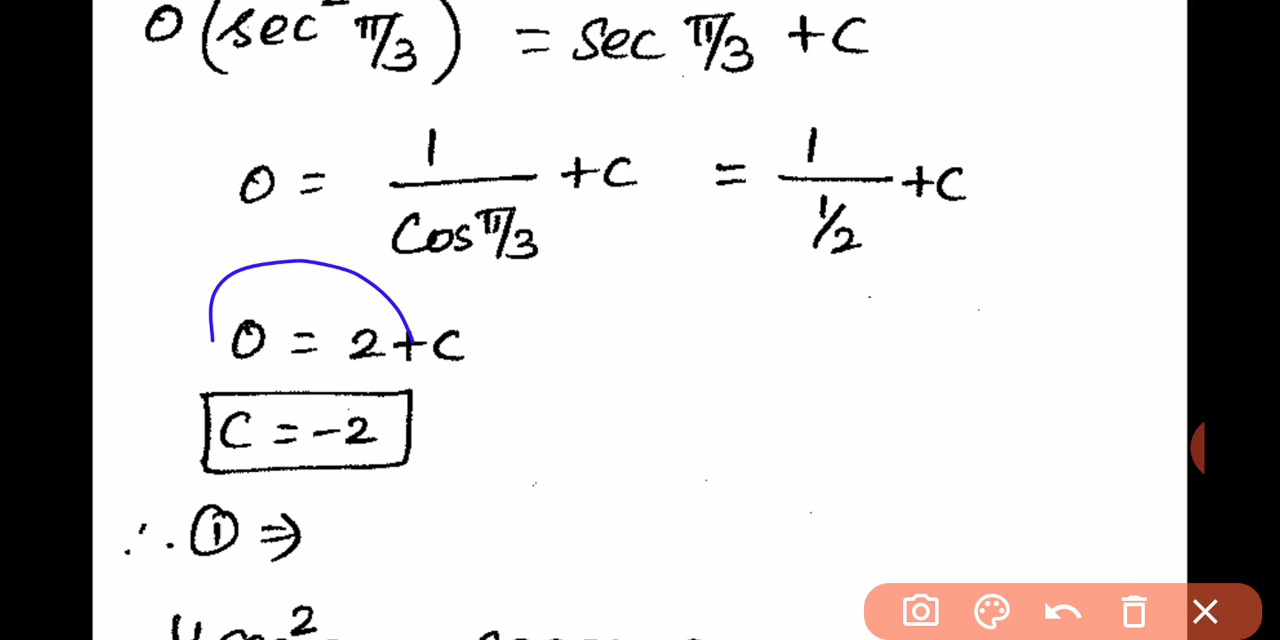 0(sec² π/3) = sec π/3 + C
0 = 1/(Cos π/3) + C = 1/(1/2) + C
0 = 2 + C
C = -2
∴ ① ⇒